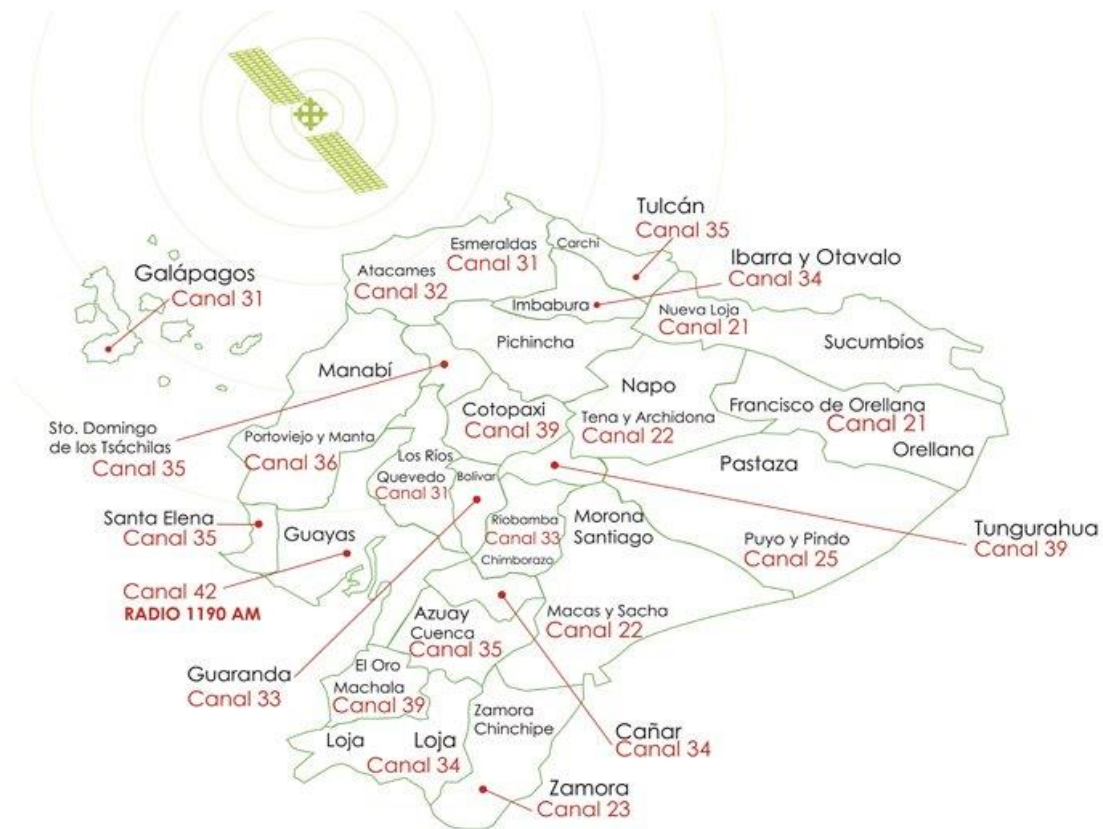 Tulcán
Canal 35
Carchi
Esmeraldas
Canal 31
Ibarra y Otavalo
Canal 34
Galápagos
Canal 31
Atacames
Canal 32
Imbabura
Nueva Loja
Canal 21
Sucumbíos
Pichincha
Manabí
Napo
Cotopaxi
Canal 39
Tena y Archidona
Canal 22
Francisco de Orellana
Canal 21
Orellana
Sto. Domingo
de los Tsáchilas
Canal 35
Portoviejo y Manta
Canal 36
Los Ríos
Quevedo
Canal 31
Bolívar
Pastaza
Santa Elena
Canal 35
Guayas
Riobamba
Canal 33
Chimborazo
Morona
Santiago
Puyo y Pindo
Canal 25
Tungurahua
Canal 39
Canal 42
RADIO 1190 AM
Azuay
Cuenca
Canal 35
Macas y Sacha
Canal 22
Guaranda
Canal 33
El Oro
Machala
Canal 39
Zamora
Chinchipe
Loja
Loja
Canal 34
Cañar
Canal 34
Zamora
Canal 23